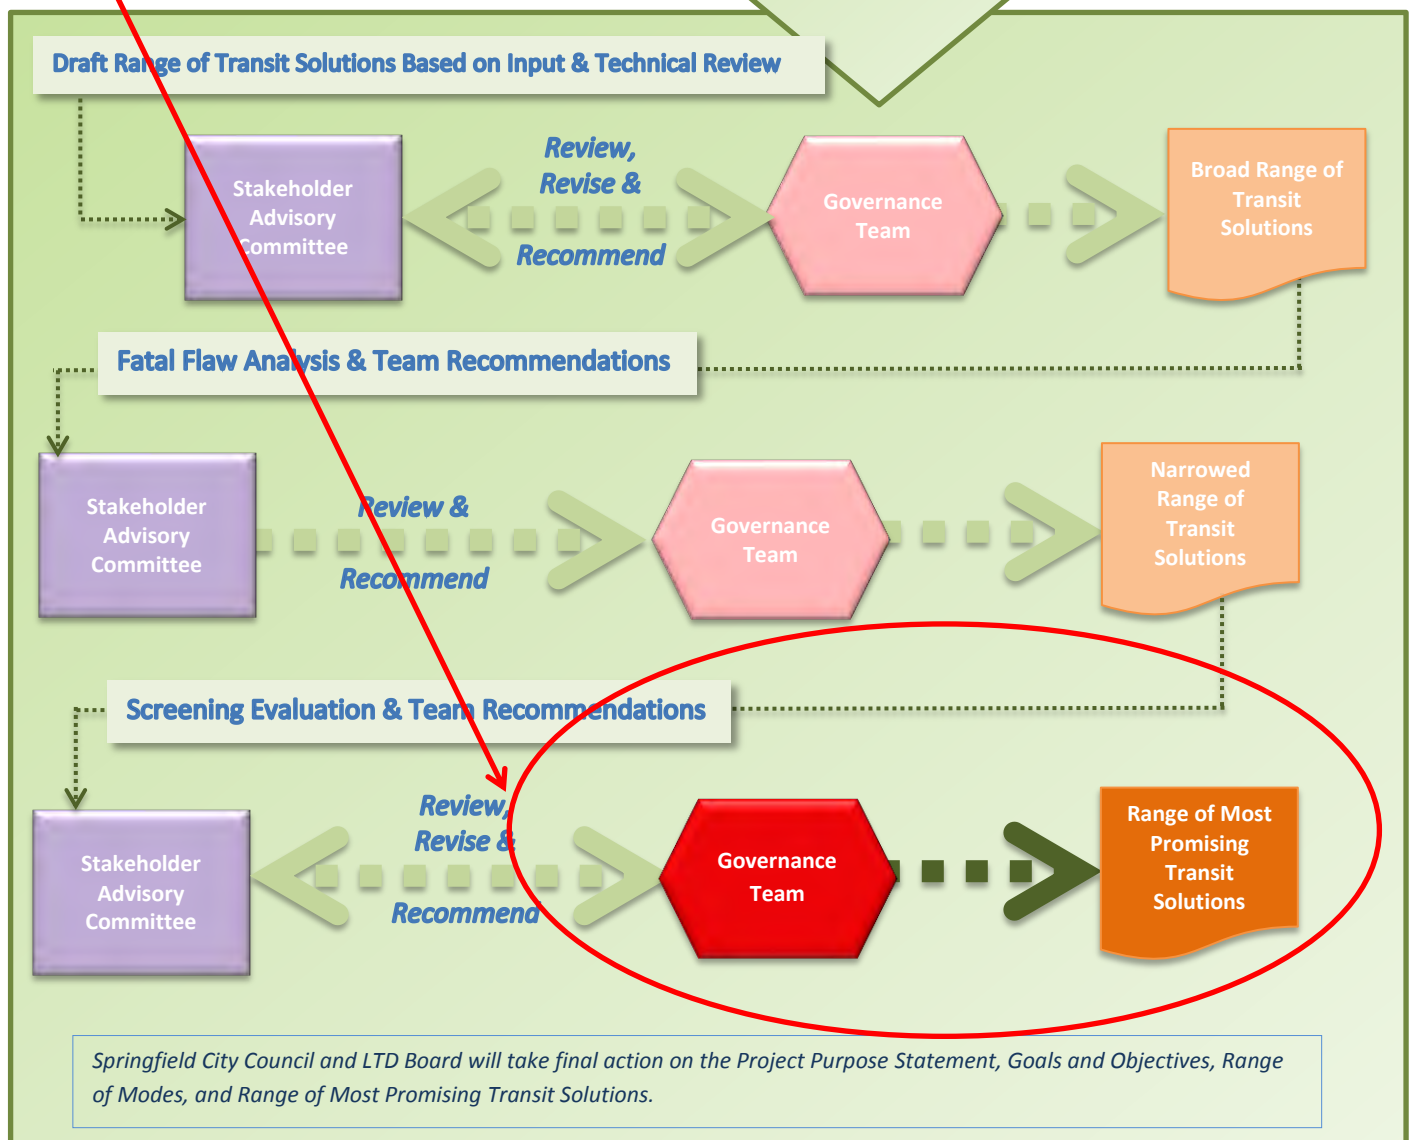 Draft Range of Transit Solutions Based on Input & Technical Review
Stakeholder
Advisory
Committee
Review,
Revise &
Recommend
Governance
Team
Broad Range of
Transit
Solutions
Fatal Flaw Analysis & Team Recommendations
Stakeholder
Advisory
Committee
Review &
Recommend
Governance
Team
Narrowed
Range of
Transit
Solutions
Screening Evaluation & Team Recommendations
Stakeholder
Advisory
Committee
Review,
Revise &
Recommend
Governance
Team
Range of Most
Promising
Transit
Solutions
Springfield City Council and LTD Board will take final action on the Project Purpose Statement, Goals and Objectives, Range
of Modes, and Range of Most Promising Transit Solutions.